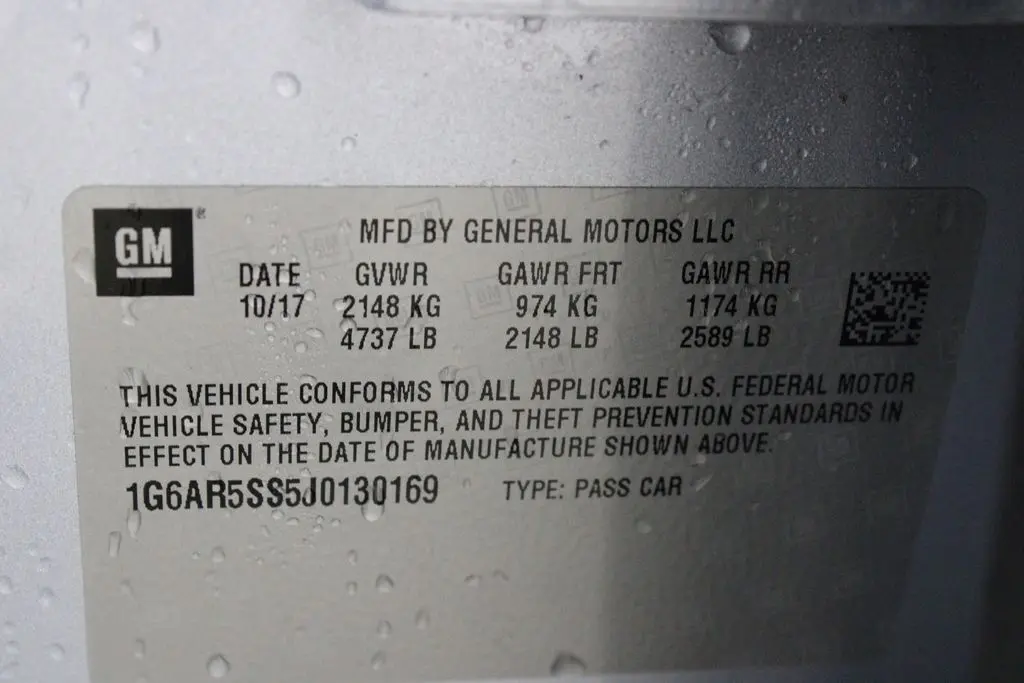 GM
MFD BY GENERAL MOTORS LLC
DATE GVWR GAWR FRT GAWR RR
10/17 2148 KG 974 KG 1174 KG
4737 LB 2148 LB 2589 LB
THIS VEHICLE CONFORMS TO ALL APPLICABLE U.S. FEDERAL MOTOR
VEHICLE SAFETY, BUMPER, AND THEFT PREVENTION STANDARDS IN
EFFECT ON THE DATE OF MANUFACTURE SHOWN ABOVE.
1G6AR5SS5J0130169 TYPE: PASS CAR